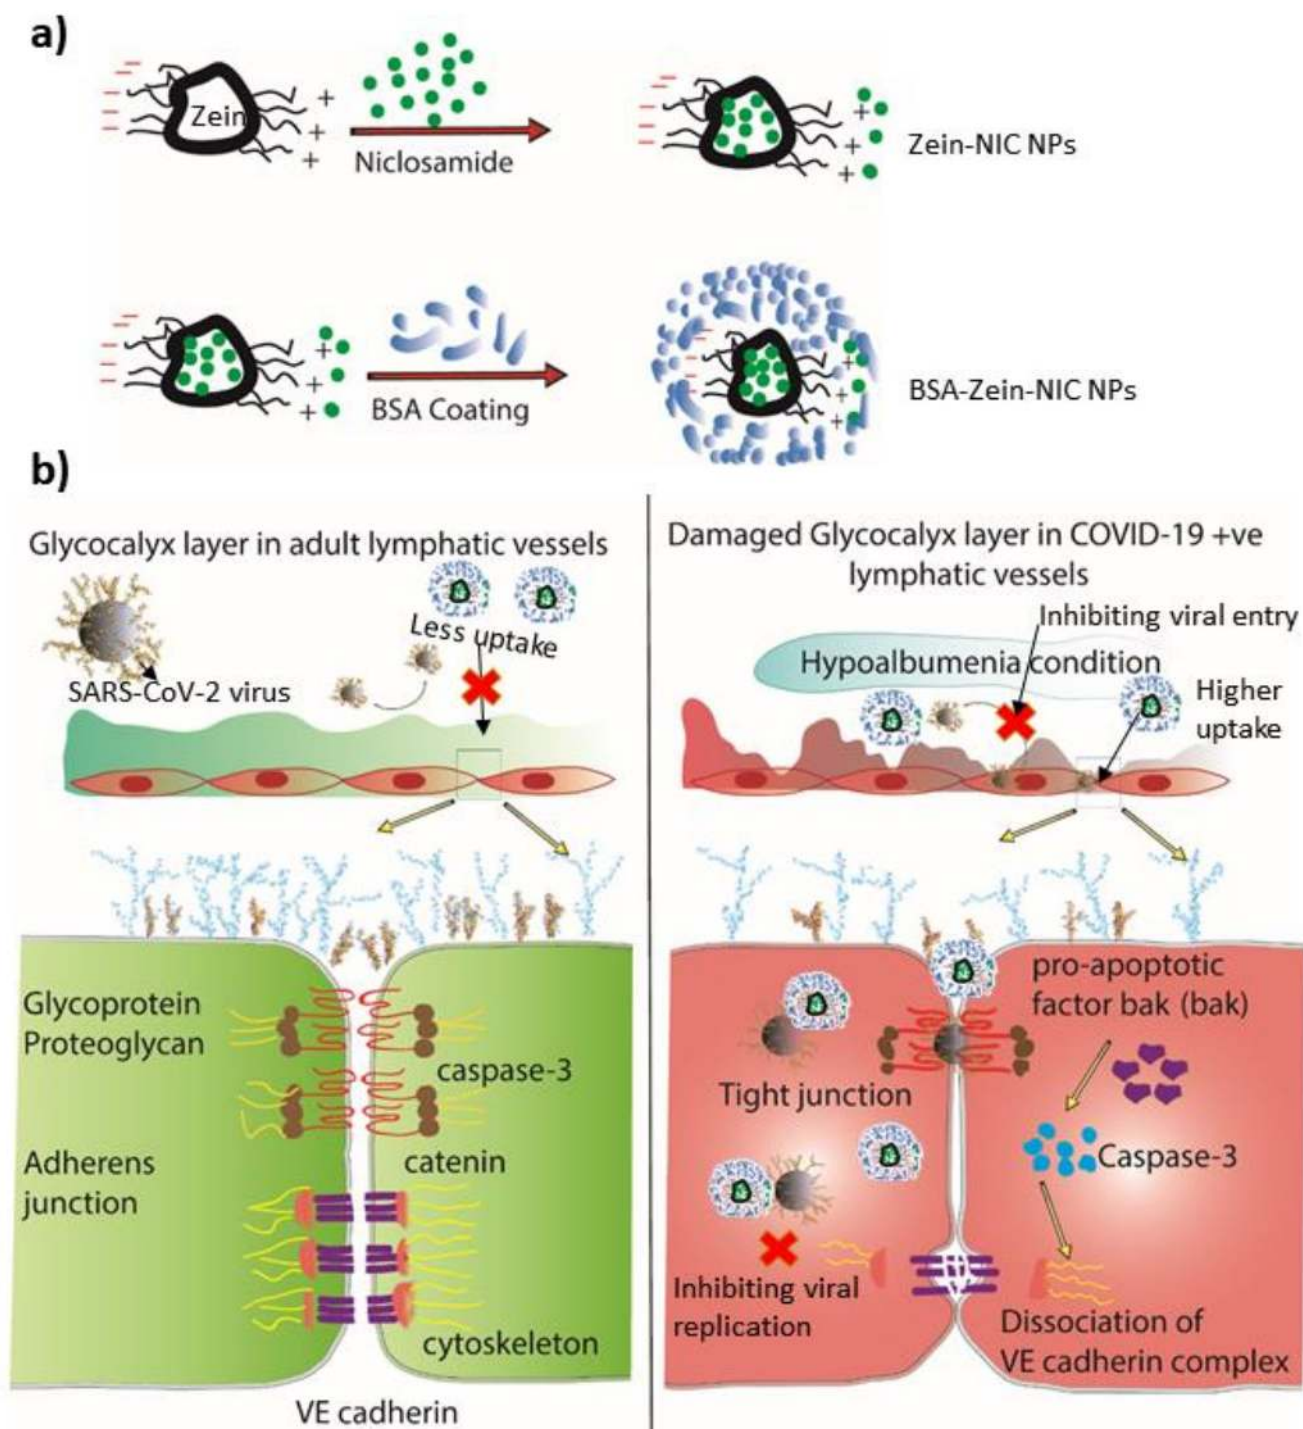 a)
Zein
+
+
+
Niclosamide
+
+
+
Zein-NIC NPs
+
+
+
BSA Coating
+
+
+
BSA-Zein-NIC NPs
b)
Glycocalyx layer in adult lymphatic vessels
Less uptake
SARS-CoV-2 virus
Glycoprotein
Proteoglycan
caspase-3
Adherens
junction
catenin
cytoskeleton
VE cadherin
Damaged Glycocalyx layer in COVID-19 +ve
lymphatic vessels
Inhibiting viral entry
Hypoalbumenia condition
Higher
uptake
pro-apoptotic
factor bak (bak)
Tight junction
Caspase-3
Inhibiting viral
replication
Dissociation of
VE cadherin complex